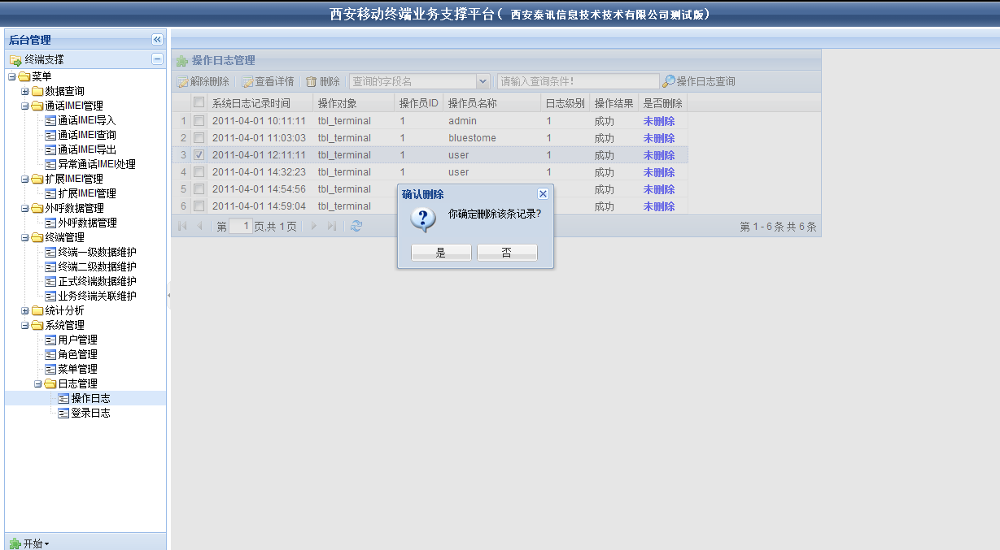 西安移动终端业务支撑平台( 西安泰讯信息技术技术有限公司测试版)
后台管理
终端支撑
菜单
数据查询
通话IMEI管理
通话IMEI导入
通话IMEI查询
通话IMEI导出
异常通话IMEI处理
扩展IMEI管理
扩展IMEI管理
外呼数据管理
外呼数据管理
终端管理
终端一级数据维护
终端二级数据维护
正式终端数据维护
业务终端关联维护
统计分析
系统管理
用户管理
角色管理
菜单管理
日志管理
操作日志
登录日志
开始
操作日志管理
解除删除 查看详情 删除 查询的字段名 请输入查询条件! 操作日志查询
系统日志记录时间 操作对象 操作员ID 操作员名称 日志级别 操作结果 是否删除
1 2011-04-01 10:11:11 tbl_terminal 1 admin 1 成功 未删除
2 2011-04-01 11:03:03 tbl_terminal 1 bluestome 1 成功 未删除
3 2011-04-01 12:11:11 tbl_terminal 1 user 1 成功 未删除
4 2011-04-01 14:32:23 tbl_terminal 1 user 1 成功 未删除
5 2011-04-01 14:54:56 tbl_terminal 成功 未删除
6 2011-04-01 14:59:04 tbl_terminal 成功 未删除
第 1 页,共 1 页 第 1 - 6 条 共 6 条
确认删除
你确定删除该条记录?
是 否